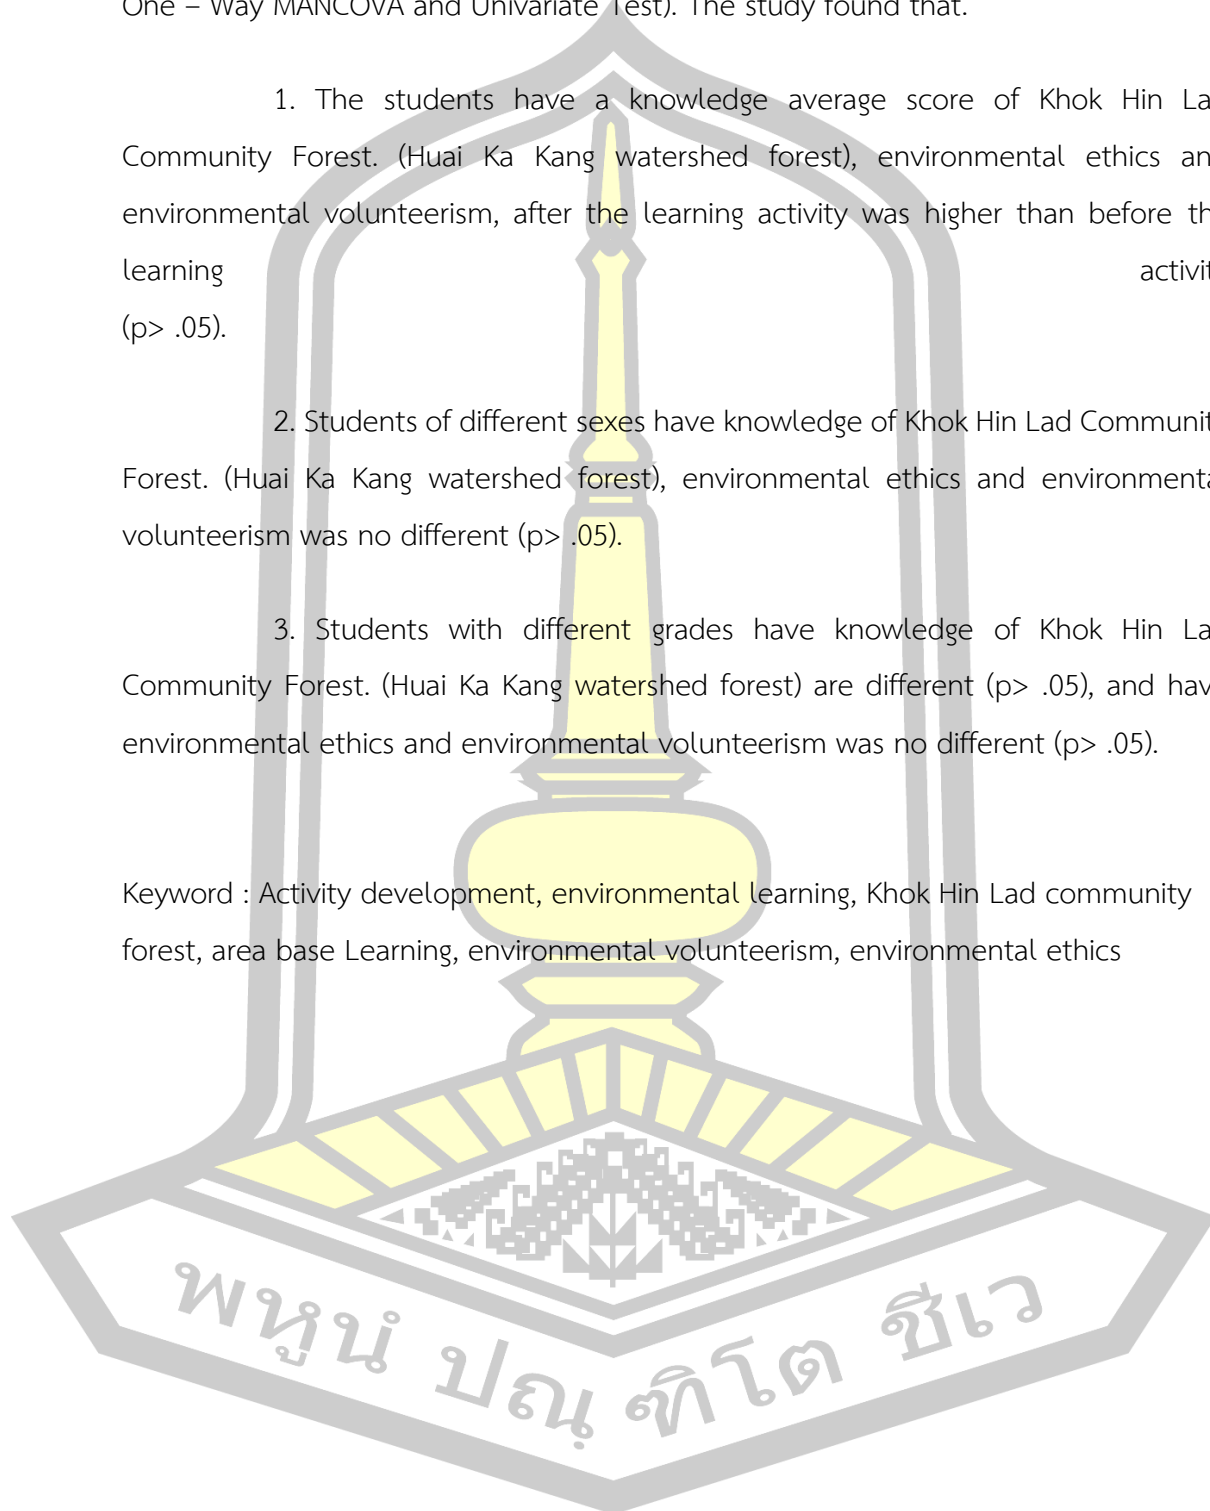 One – Way MANCOVA and Univariate Test). The study found that.
1. The students have a knowledge average score of Khok Hin La
Community Forest. (Huai Ka Kang watershed forest), environmental ethics an
environmental volunteerism, after the learning activity was higher than before th
learning activit
(p> .05).
2. Students of different sexes have knowledge of Khok Hin Lad Communit
Forest. (Huai Ka Kang watershed forest), environmental ethics and environmenta
volunteerism was no different (p> .05).
3. Students with different grades have knowledge of Khok Hin La
Community Forest. (Huai Ka Kang watershed forest) are different (p> .05), and hav
environmental ethics and environmental volunteerism was no different (p> .05).
Keyword : Activity development, environmental learning, Khok Hin Lad community
forest, area base Learning, environmental volunteerism, environmental ethics
พหูนํ ปณฺฑิโต ชีเว